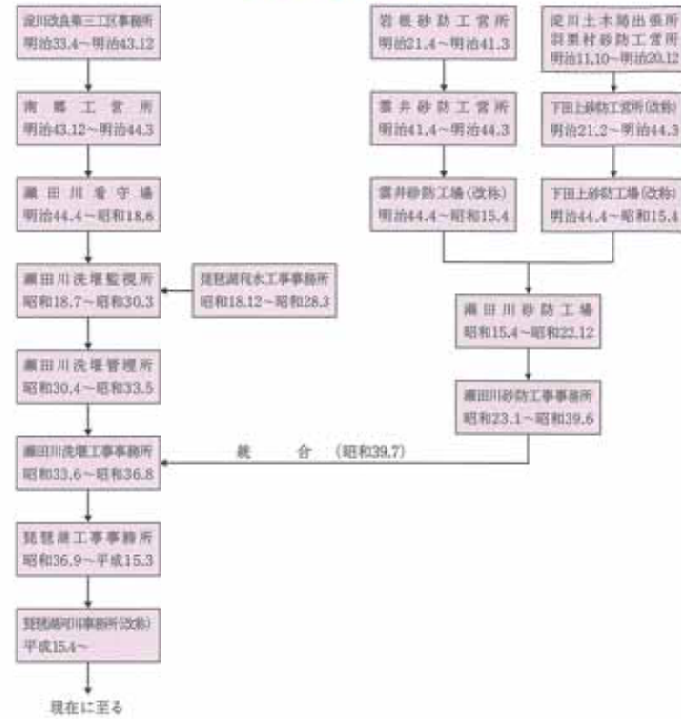 淀川改良第三工区事務所
明治33.4～明治43.12
南郷工営所
明治43.12～明治44.3
瀬田川看守場
明治44.4～昭和18.6
瀬田川洗堰監視所
昭和18.7～昭和30.3
琵琶湖利水工事事務所
昭和18.12～昭和28.3
瀬田川洗堰管理所
昭和30.4～昭和33.5
瀬田川洗堰工事事務所
昭和33.6～昭和36.8
琵琶湖工事事務所
昭和36.9～平成15.3
琵琶湖河川事務所(改称)
平成15.4～
現在に至る
岩根砂防工営所
明治21.4～明治41.3
雲井砂防工営所
明治41.4～明治44.3
雲井砂防工場(改称)
明治44.4～昭和15.4
淀川土木局出張所
羽栗村砂防工営所
明治11.10～明治20.12
下田上砂防工営所(改称)
明治21.2～明治44.3
下田上砂防工場(改称)
明治44.4～昭和15.4
瀬田川砂防工場
昭和15.4～昭和22.12
瀬田川砂防工事事務所
昭和23.1～昭和39.6
統合 (昭和39.7)